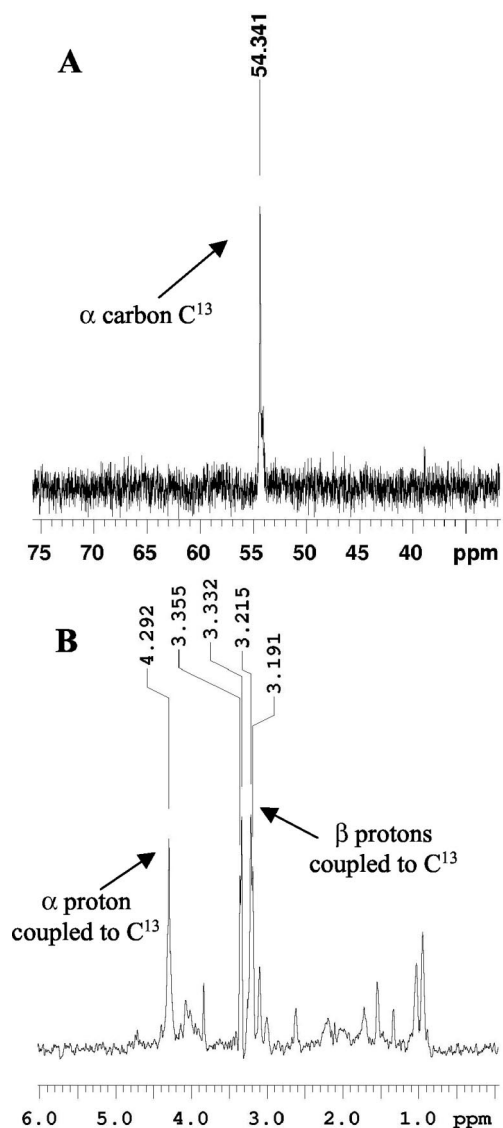 A
54.341
α carbon C¹³
75 70 65 60 55 50 45 40 ppm
B
4.292
3.355
3.332
3.215
3.191
β protons
coupled to C¹³
α proton
coupled to C¹³
6.0 5.0 4.0 3.0 2.0 1.0 ppm